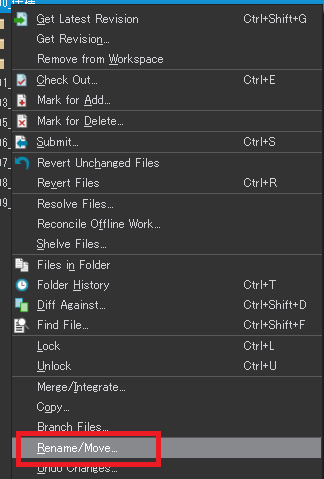 Get Latest Revision Ctrl+Shift+G
Get Revision...
Remove from Workspace
Check Out... Ctrl+E
Mark for Add...
Mark for Delete...
Submit... Ctrl+S
Revert Unchanged Files
Revert Files Ctrl+R
Resolve Files...
Reconcile Offline Work...
Shelve Files...
Files in Folder
Folder History Ctrl+T
Diff Against... Ctrl+Shift+D
Find File... Ctrl+Shift+F
Lock Ctrl+L
Unlock Ctrl+U
Merge/Integrate...
Copy...
Branch Files...
Rename/Move...
Undo Changes...